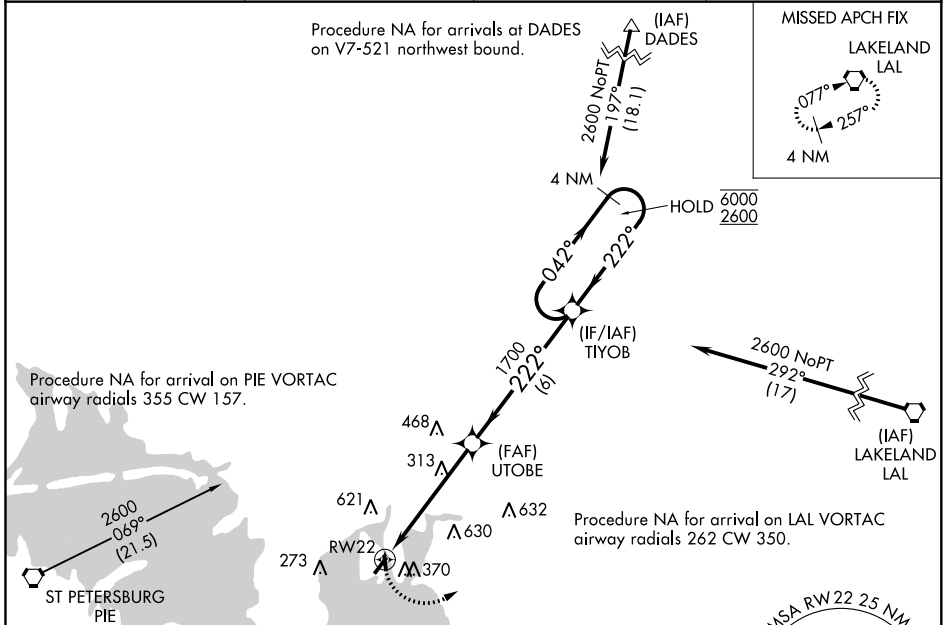 Procedure NA for arrivals at DADES
on V7-521 northwest bound.
(IAF)
DADES
2600 NoPT
197°
(18.1)
MISSED APCH FIX
LAKELAND
LAL
077°
257°
4 NM
4 NM
HOLD
6000
2600
042°
222°
(IF/IAF)
TIYOB
1700
222°
(6)
2600 NoPT
292°
(17)
(IAF)
LAKELAND
LAL
Procedure NA for arrival on PIE VORTAC
airway radials 355 CW 157.
468
313
(FAF)
UTOBE
621
632
630
Procedure NA for arrival on LAL VORTAC
airway radials 262 CW 350.
2600
069°
(21.5)
RW22
273
370
ST PETERSBURG
PIE
MSA RW22 25 NM